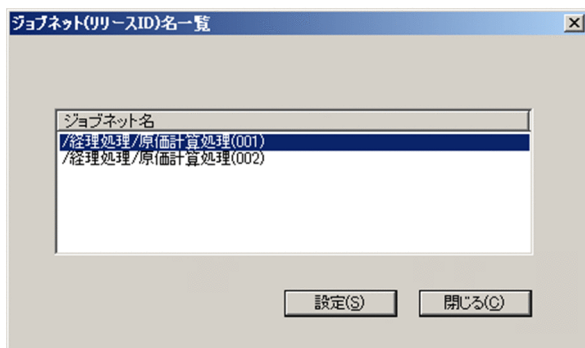 ジョブネット(リリースID)名一覧
ジョブネット名
/経理処理/原価計算処理(001)
/経理処理/原価計算処理(002)
設定(S) 閉じる(C)